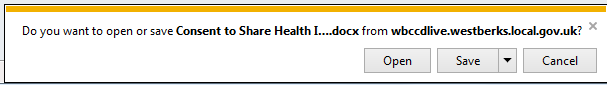 Do you want to open or save Consent to Share Health I....docx from wbccdlive.westberks.local.gov.uk? ×
Open Save Cancel